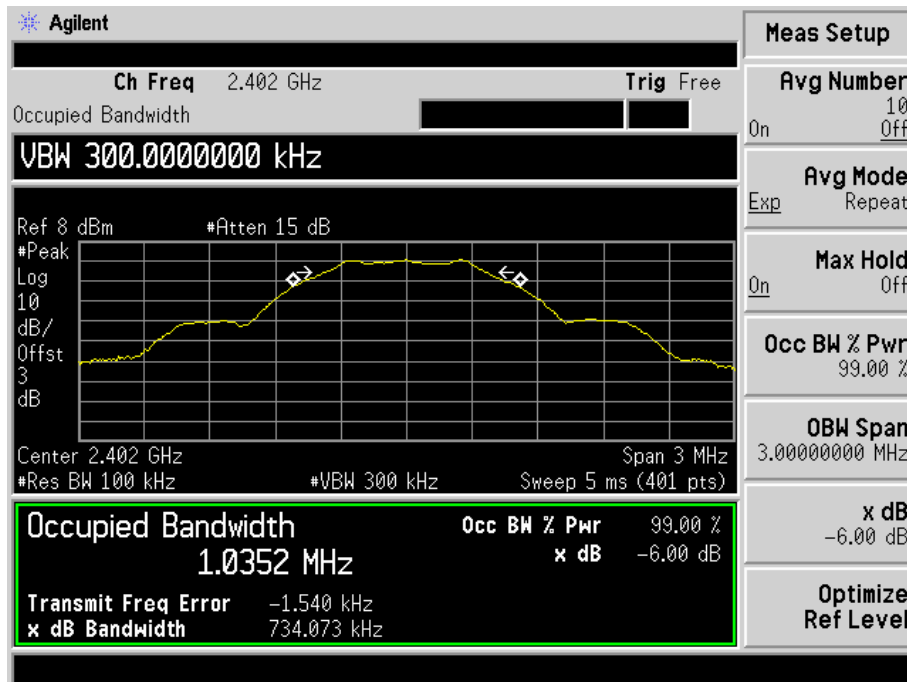 Agilent
Ch Freq 2.402 GHz Trig Free
Occupied Bandwidth
VBW 300.0000000 kHz
Ref 8 dBm #Atten 15 dB
#Peak
Log
10
dB/
Offst
3
dB
Center 2.402 GHz Span 3 MHz
#Res BW 100 kHz #VBW 300 kHz Sweep 5 ms (401 pts)
Occupied Bandwidth Occ BW % Pwr 99.00 %
1.0352 MHz x dB -6.00 dB
Transmit Freq Error -1.540 kHz
x dB Bandwidth 734.073 kHz
Meas Setup
Avg Number
10
On Off
Avg Mode
Exp Repeat
Max Hold
On Off
Occ BW % Pwr
99.00 %
OBW Span
3.00000000 MHz
x dB
-6.00 dB
Optimize
Ref Level